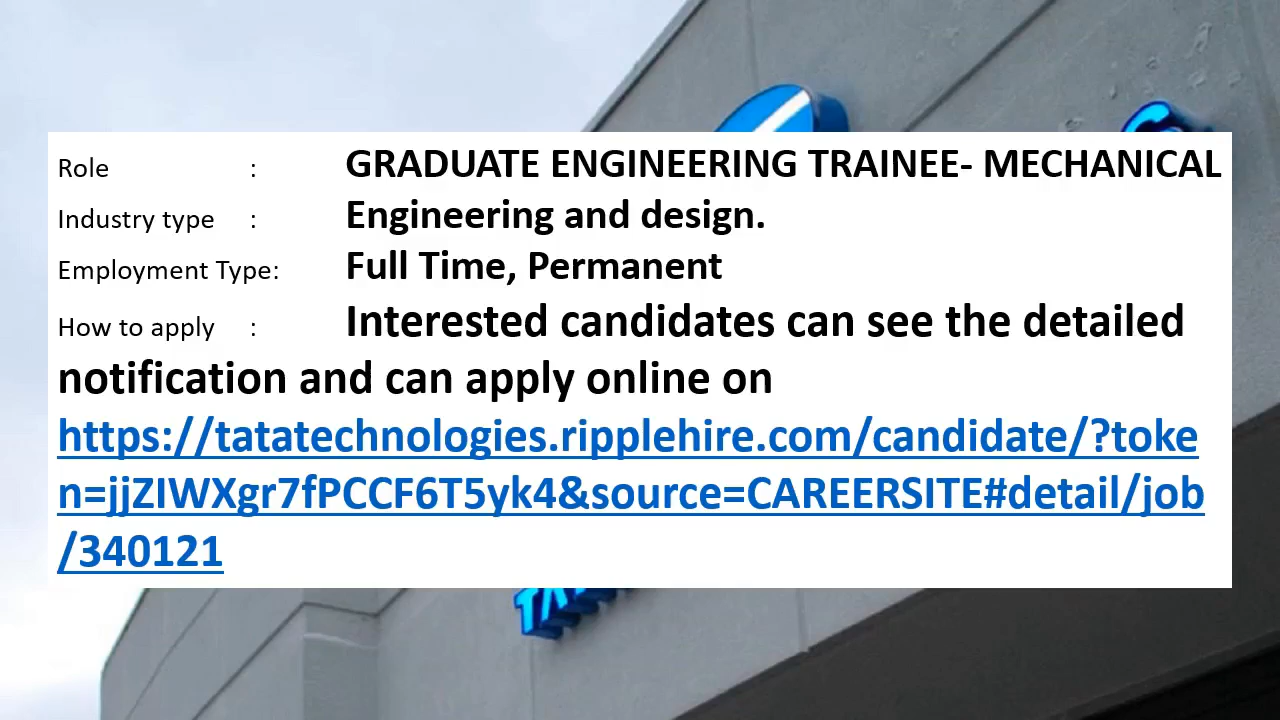 Role : GRADUATE ENGINEERING TRAINEE- MECHANICAL
Industry type : Engineering and design.
Employment Type: Full Time, Permanent
How to apply : Interested candidates can see the detailed
notification and can apply online on
https://tatatechnologies.ripplehire.com/candidate/?toke
n=jjZIWXgr7fPCCF6T5yk4&source=CAREERSITE#detail/job
/340121